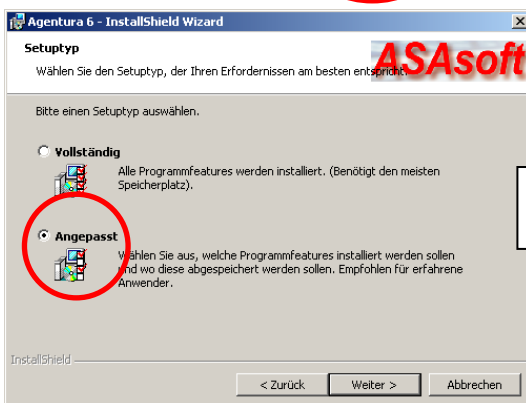 Agentura 6 - InstallShield Wizard
Setuptyp
Wählen Sie den Setuptyp, der Ihren Erfordernissen am besten entspricht.
ASAsoft
Bitte einen Setuptyp auswählen.
Vollständig
Alle Programmfeatures werden installiert. (Benötigt den meisten
Speicherplatz).
Angepasst
Wählen Sie aus, welche Programmfeatures installiert werden sollen
und wo diese abgespeichert werden sollen. Empfohlen für erfahrene
Anwender.
InstallShield
< Zurück Weiter > Abbrechen